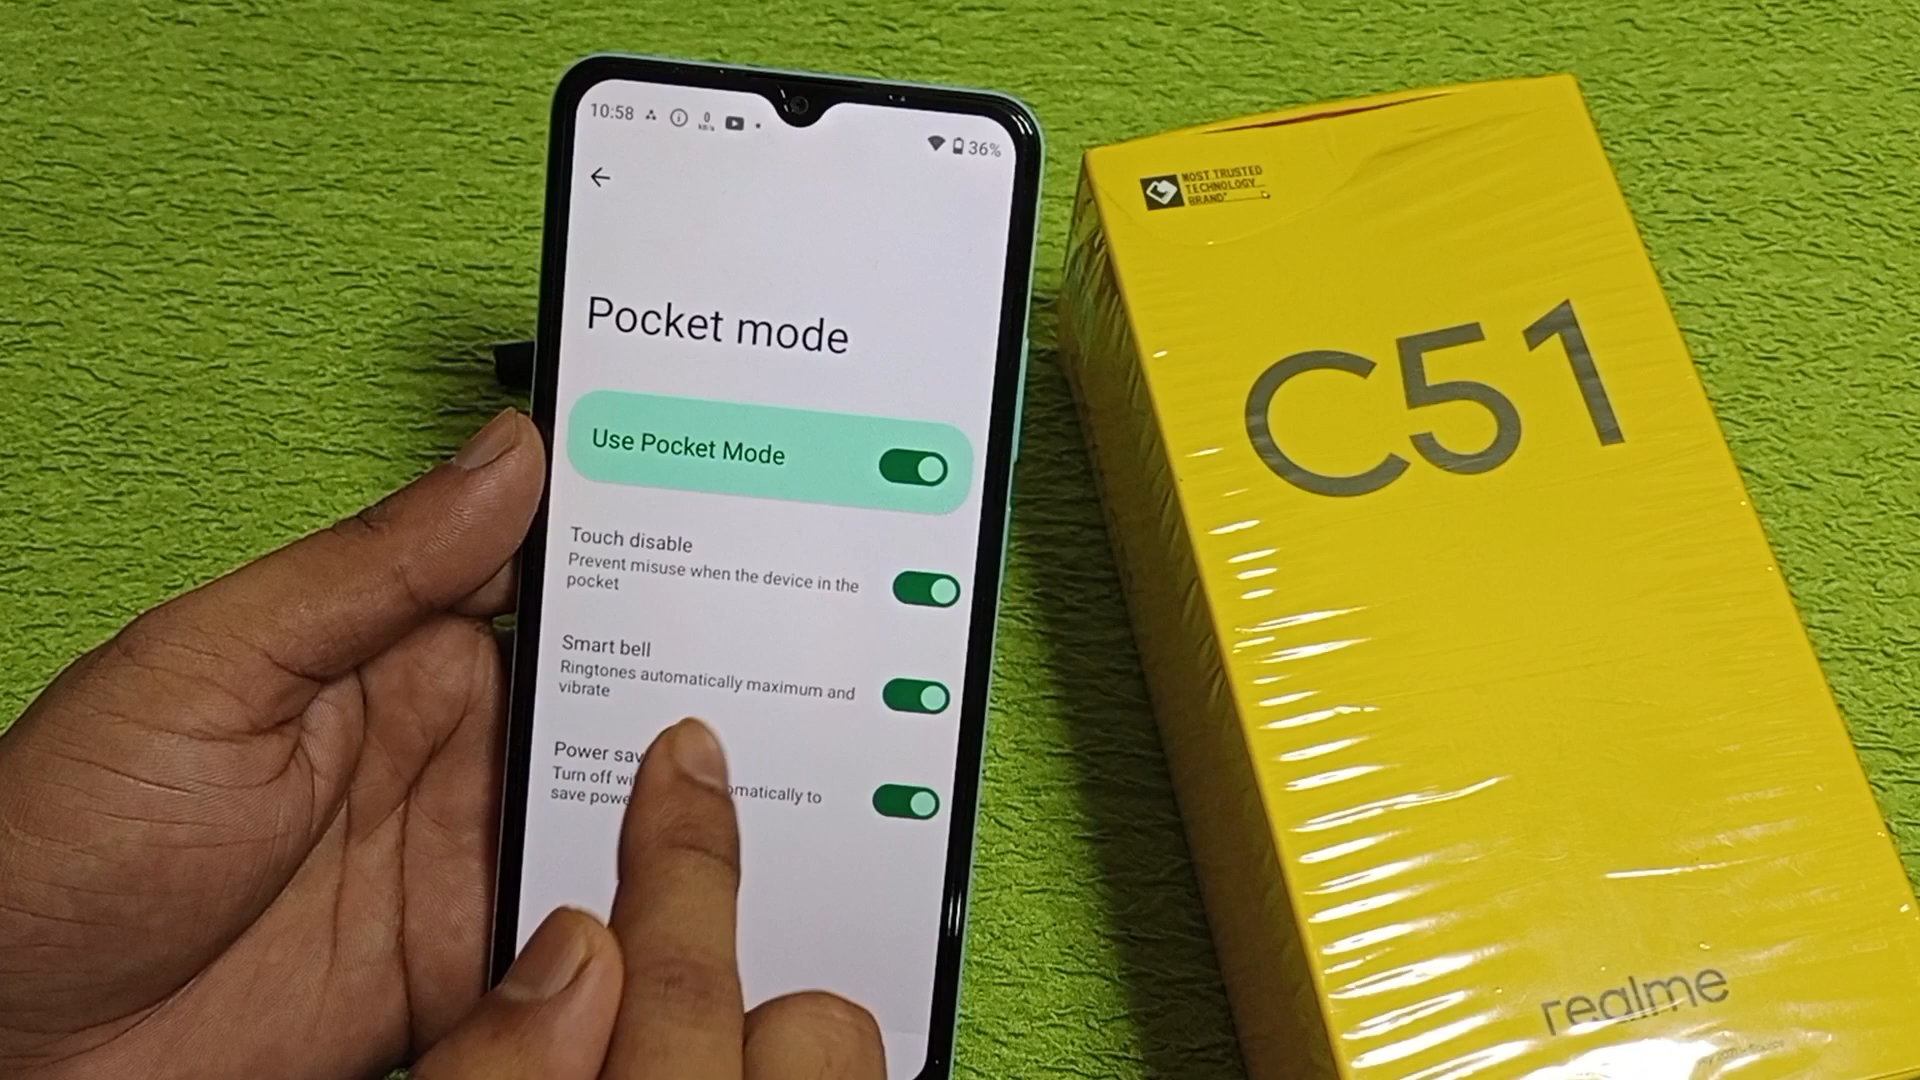 10:58
0
36%
Pocket mode
Use Pocket Mode
Touch disable
Prevent misuse when the device in the
pocket
Smart bell
Ringtones automatically maximum and
vibrate
Power sav
Turn off wi omatically to
save powe
MOST TRUSTED
TECHNOLOGY
BRAND*
C51
realme